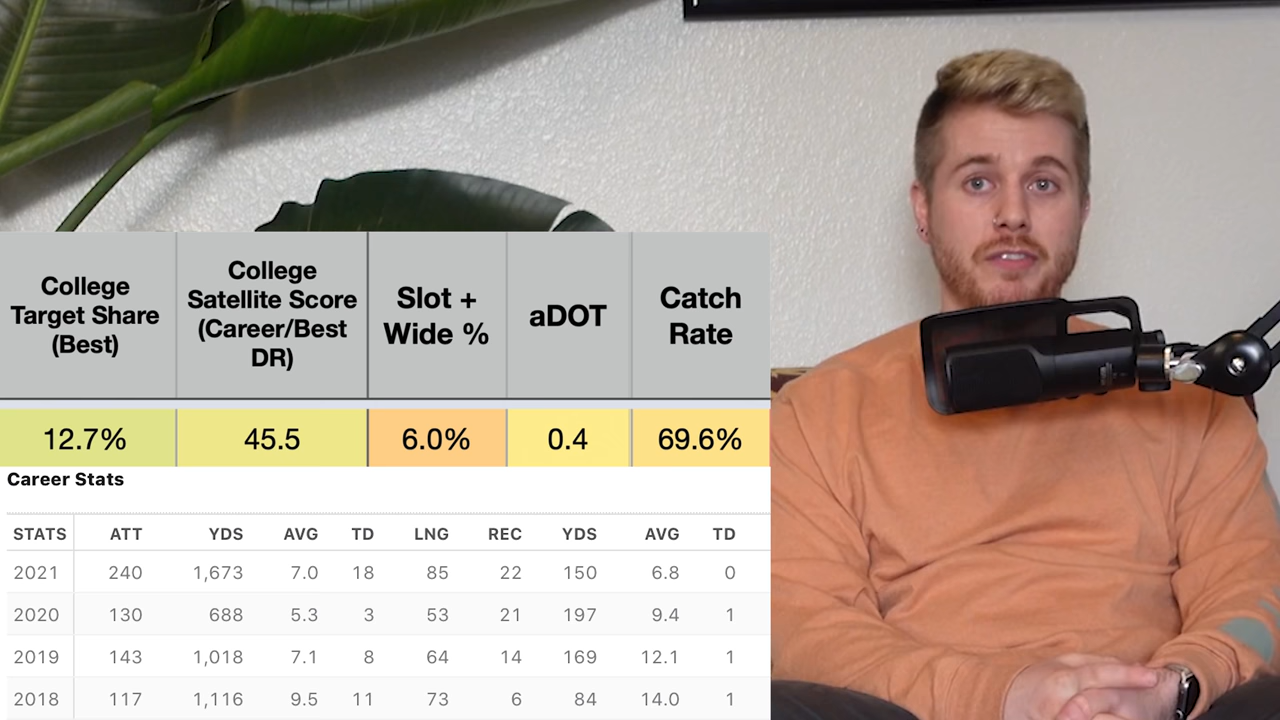 College
Target Share
(Best)
College
Satellite Score
(Career/Best
DR)
Slot +
Wide %
aDOT
Catch
Rate
12.7%
45.5
6.0%
0.4
69.6%
Career Stats
STATS ATT YDS AVG TD LNG REC YDS AVG TD
2021 240 1,673 7.0 18 85 22 150 6.8 0
2020 130 688 5.3 3 53 21 197 9.4 1
2019 143 1,018 7.1 8 64 14 169 12.1 1
2018 117 1,116 9.5 11 73 6 84 14.0 1